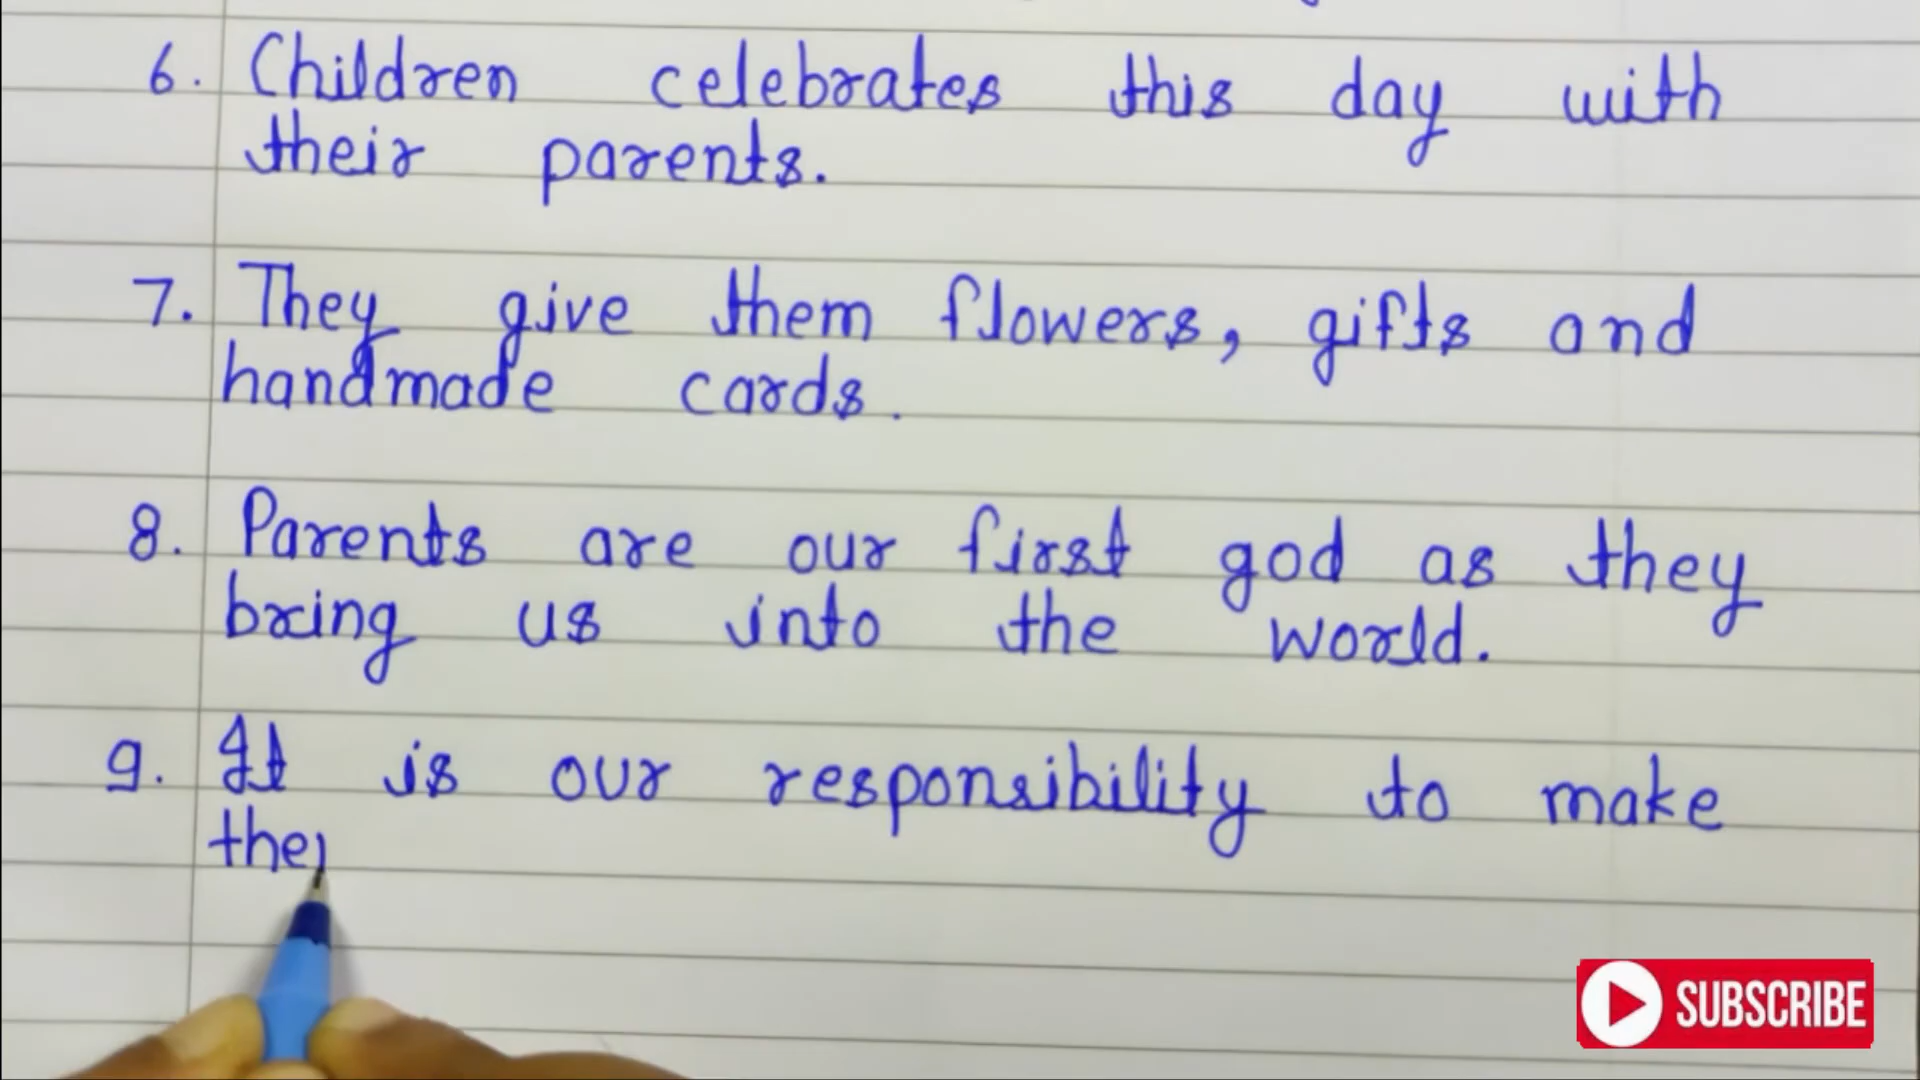 6. Children celebrates this day with
their parents.
7. They give them flowers, gifts and
handmade cards.
8. Parents are our first god as they
bring us into the world.
9. It is our responsibility to make
the
SUBSCRIBE